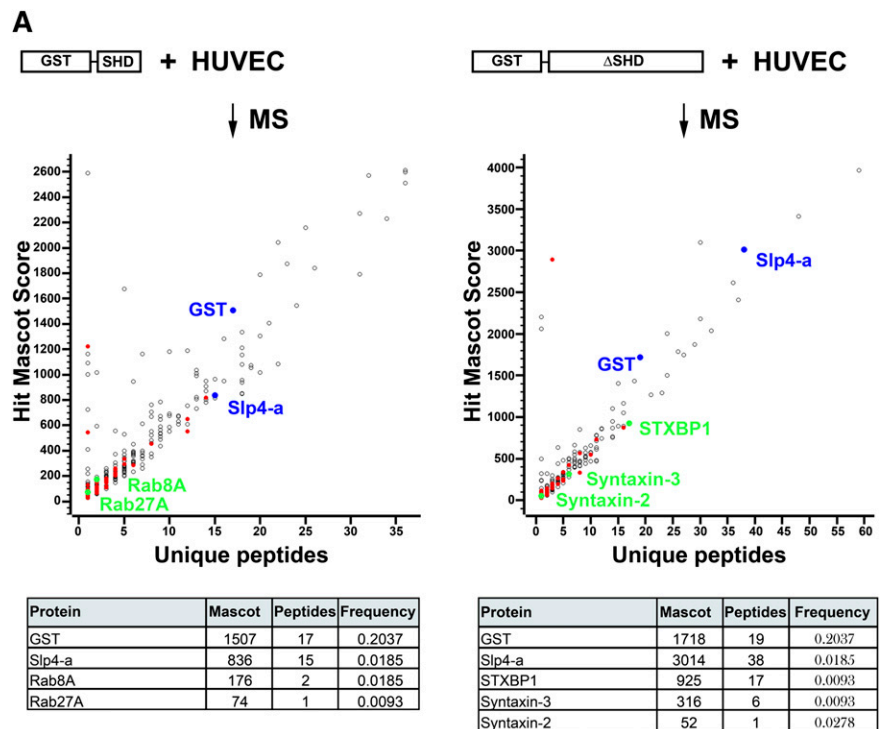 A
GST SHD + HUVEC
MS
Hit Mascot Score
2600
2400
2200
2000
1800
1600
1400
1200
1000
800
600
400
200
0
GST
Slp4-a
Rab8A
Rab27A
0 5 10 15 20 25 30 35
Unique peptides
Protein Mascot Peptides Frequency
GST 1507 17 0.2037
Slp4-a 836 15 0.0185
Rab8A 176 2 0.0185
Rab27A 74 1 0.0093
GST ΔSHD + HUVEC
MS
Hit Mascot Score
4000
3500
3000
2500
2000
1500
1000
500
0
Slp4-a
GST
STXBP1
Syntaxin-3
Syntaxin-2
0 5 10 15 20 25 30 35 40 45 50 55 60
Unique peptides
Protein Mascot Peptides Frequency
GST 1718 19 0.2037
Slp4-a 3014 38 0.0185
STXBP1 925 17 0.0093
Syntaxin-3 316 6 0.0093
Syntaxin-2 52 1 0.0278